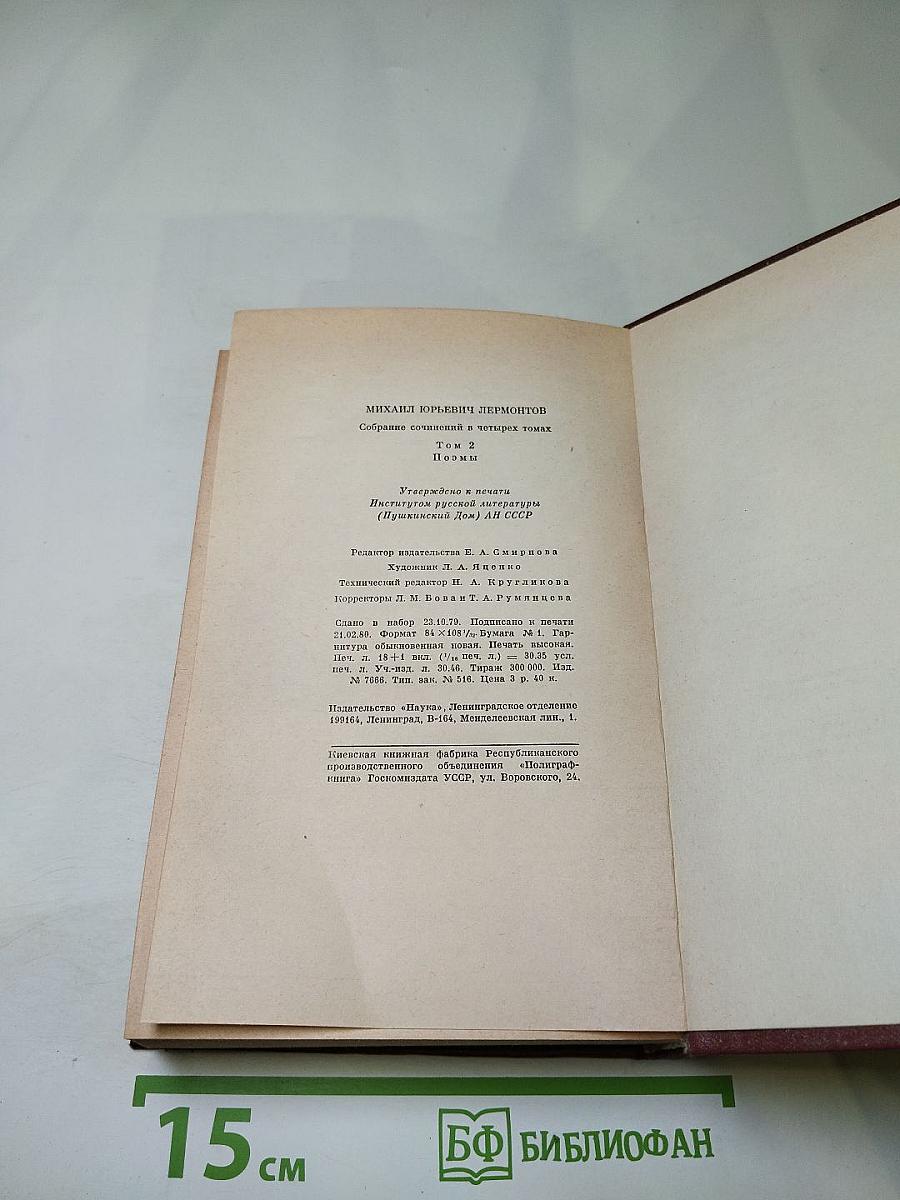 МИХАИЛ ЮРЬЕВИЧ ЛЕРМОНТОВ
Собрание сочинений в четырех томах
Том 2
Поэмы
Утверждено к печати
Институтом русской литературы
(Пушкинский Дом) АН СССР
Редактор издательства Е. А. Смирнова
Художник Л. А. Яценко
Технический редактор Н. А. Кругликова
Корректоры Л. М. Бован Т. А. Румянцева
Сдано в набор 23.10.79. Подписано к печати
21.02.80. Формат 84×108¹/₃₂. Бумага № 1. Гар-
нитура обыкновенная новая. Печать высокая.
Печ. л. 18+1 вкл. (¹/₁₆ печ. л.) = 30.35 усл.
печ. л. Уч.-изд. л. 30.46. Тираж 300 000. Изд.
№ 7666. Тип. зак. № 516. Цена 3 р. 40 к.
Издательство «Наука», Ленинградское отделение
199164, Ленинград, В-164, Менделеевская лин., 1.
Киевская книжная фабрика Республиканского
производственного объединения «Полиграф-
книга» Госкомиздата УССР, ул. Воровского, 24.
15 см
БФ БИБЛИОФАН